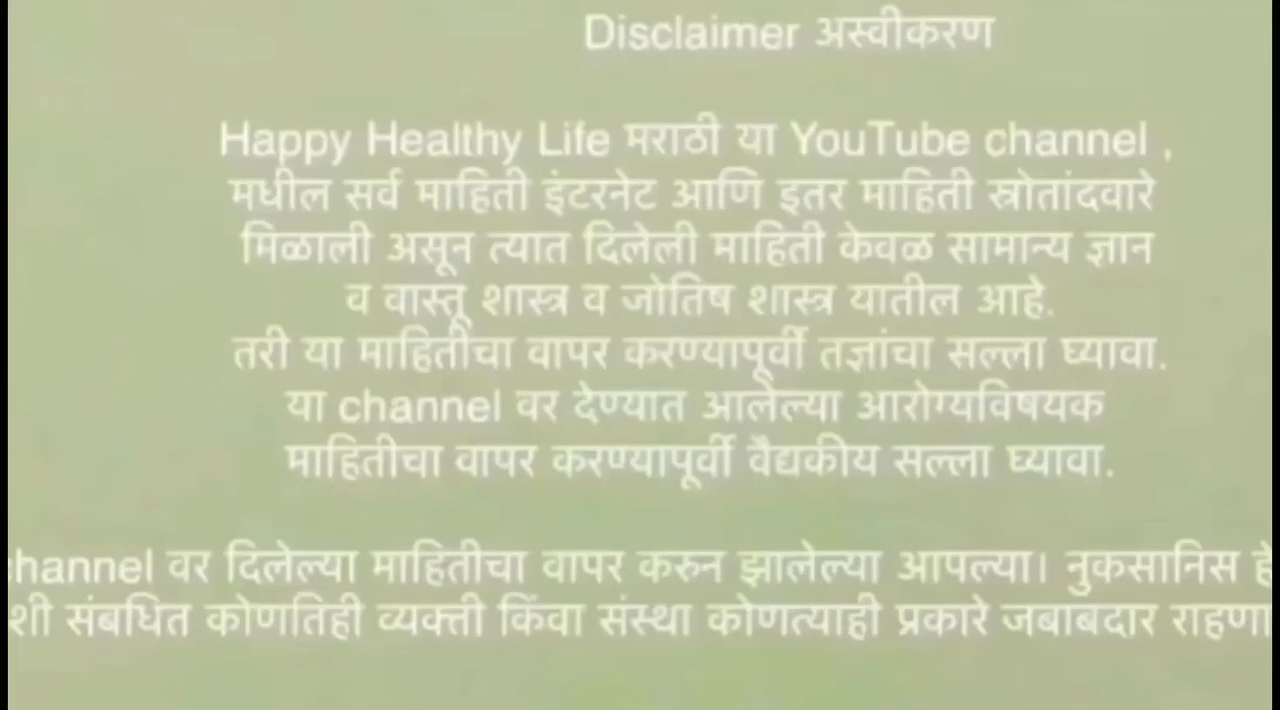 Disclaimer अस्वीकरण
Happy Healthy Life मराठी या YouTube channel ,
मधील सर्व माहिती इंटरनेट आणि इतर माहिती स्त्रोतांदवारे
मिळाली असून त्यात दिलेली माहिती केवळ सामान्य ज्ञान
व वास्तू शास्त्र व जोतिष शास्त्र यातील आहे.
तरी या माहितीचा वापर करण्यापूर्वी तज्ञांचा सल्ला घ्यावा.
या channel वर देण्यात आलेल्या आरोग्यविषयक
माहितीचा वापर करण्यापूर्वी वैद्यकीय सल्ला घ्यावा.
hannel वर दिलेल्या माहितीचा वापर करुन झालेल्या आपल्या। नुकसानिस हे
शी संबधित कोणतिही व्यक्ती किंवा संस्था कोणत्याही प्रकारे जबाबदार राहणा